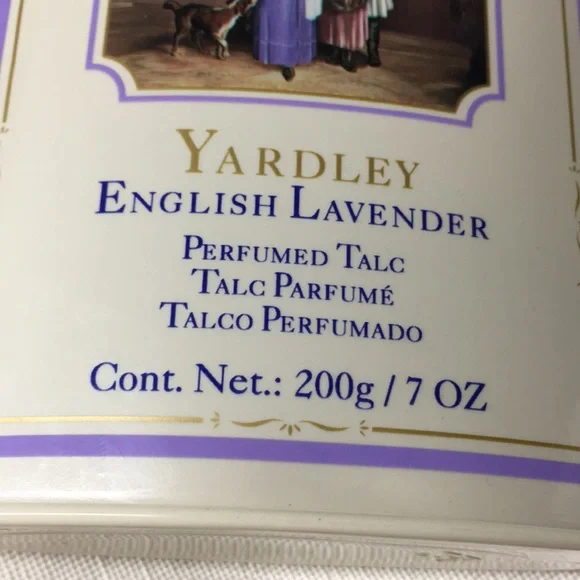 YARDLEY
ENGLISH LAVENDER
PERFUMED TALC
TALC PARFUMÉ
TALCO PERFUMADO
Cont. Net.: 200g / 7 OZ